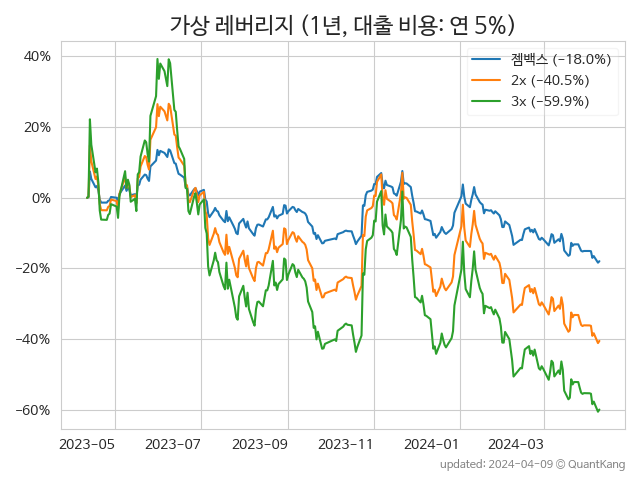 가상 레버리지 (1년, 대출 비용: 연 5%)
젬백스 (−18.0%)
2x (−40.5%)
3x (−59.9%)
40%
20%
0%
−20%
−40%
−60%
2023-05
2023-07
2023-09
2023-11
2024-01
2024-03
updated: 2024-04-09 © QuantKang